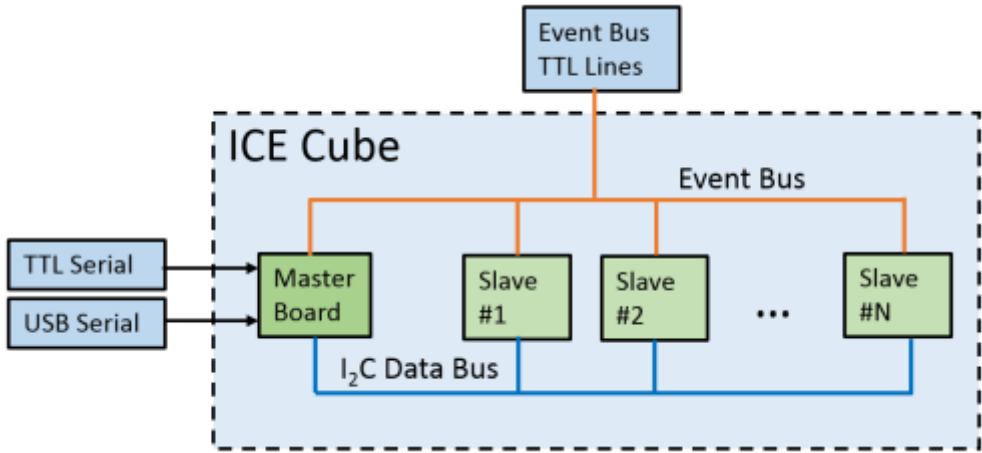 Event Bus
TTL Lines
ICE Cube
Event Bus
TTL Serial
USB Serial
Master
Board
Slave
#1
Slave
#2
...
Slave
#N
I₂C Data Bus